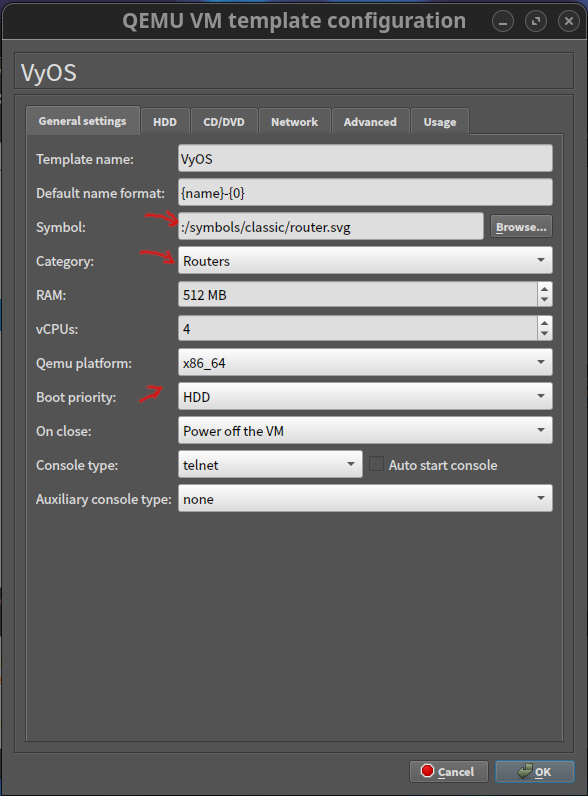 QEMU VM template configuration
VyOS
General settings HDD CD/DVD Network Advanced Usage
Template name: VyOS
Default name format: {name}-{0}
Symbol: :/symbols/classic/router.svg Browse...
Category: Routers
RAM: 512 MB
vCPUs: 4
Qemu platform: x86_64
Boot priority: HDD
On close: Power off the VM
Console type: telnet Auto start console
Auxiliary console type: none
Cancel OK